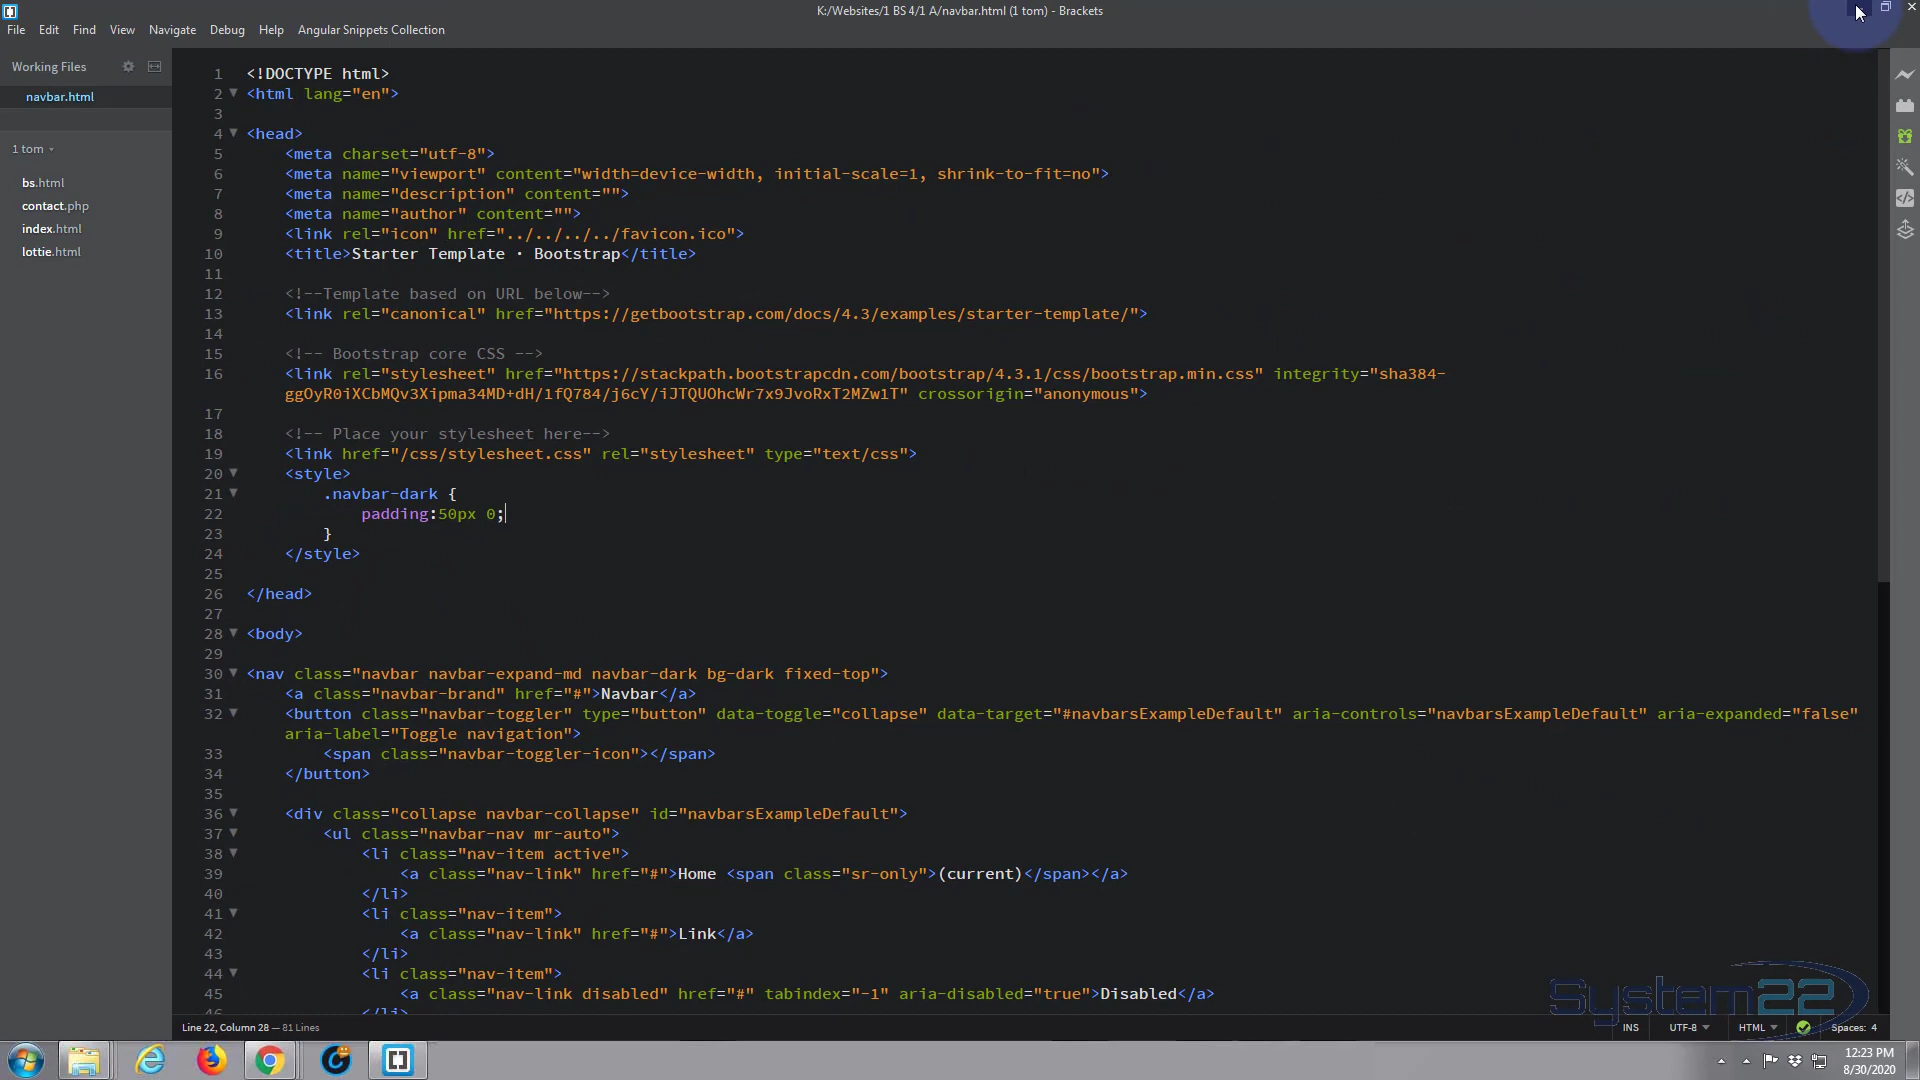 K:/Websites/1 BS 4/1 A/navbar.html (1 tom) - Brackets
File Edit Find View Navigate Debug Help Angular Snippets Collection
Working Files
navbar.html
1 tom
bs.html
contact.php
index.html
lottie.html
1 <!DOCTYPE html>
2 <html lang="en">
3
4 <head>
5 <meta charset="utf-8">
6 <meta name="viewport" content="width=device-width, initial-scale=1, shrink-to-fit=no">
7 <meta name="description" content="">
8 <meta name="author" content="">
9 <link rel="icon" href="../../../../favicon.ico">
10 <title>Starter Template · Bootstrap</title>
11
12 <!--Template based on URL below-->
13 <link rel="canonical" href="https://getbootstrap.com/docs/4.3/examples/starter-template/">
14
15 <!-- Bootstrap core CSS -->
16 <link rel="stylesheet" href="https://stackpath.bootstrapcdn.com/bootstrap/4.3.1/css/bootstrap.min.css" integrity="sha384-
ggOyR0iXCbMQv3Xipma34MD+dH/1fQ784/j6cY/iJTQUOhcWr7x9JvoRxT2MZw1T" crossorigin="anonymous">
17
18 <!-- Place your stylesheet here-->
19 <link href="/css/stylesheet.css" rel="stylesheet" type="text/css">
20 <style>
21 .navbar-dark {
22 padding:50px 0;
23 }
24 </style>
25
26 </head>
27
28 <body>
29
30 <nav class="navbar navbar-expand-md navbar-dark bg-dark fixed-top">
31 <a class="navbar-brand" href="#">Navbar</a>
32 <button class="navbar-toggler" type="button" data-toggle="collapse" data-target="#navbarsExampleDefault" aria-controls="navbarsExampleDefault" aria-expanded="false"
aria-label="Toggle navigation">
33 <span class="navbar-toggler-icon"></span>
34 </button>
35
36 <div class="collapse navbar-collapse" id="navbarsExampleDefault">
37 <ul class="navbar-nav mr-auto">
38 <li class="nav-item active">
39 <a class="nav-link" href="#">Home <span class="sr-only">(current)</span></a>
40 </li>
41 <li class="nav-item">
42 <a class="nav-link" href="#">Link</a>
43 </li>
44 <li class="nav-item">
45 <a class="nav-link disabled" href="#" tabindex="-1" aria-disabled="true">Disabled</a>
46 </li>
System22
Line 22, Column 28 — 81 Lines
INS UTF-8 HTML Spaces: 4
12:23 PM
8/30/2020